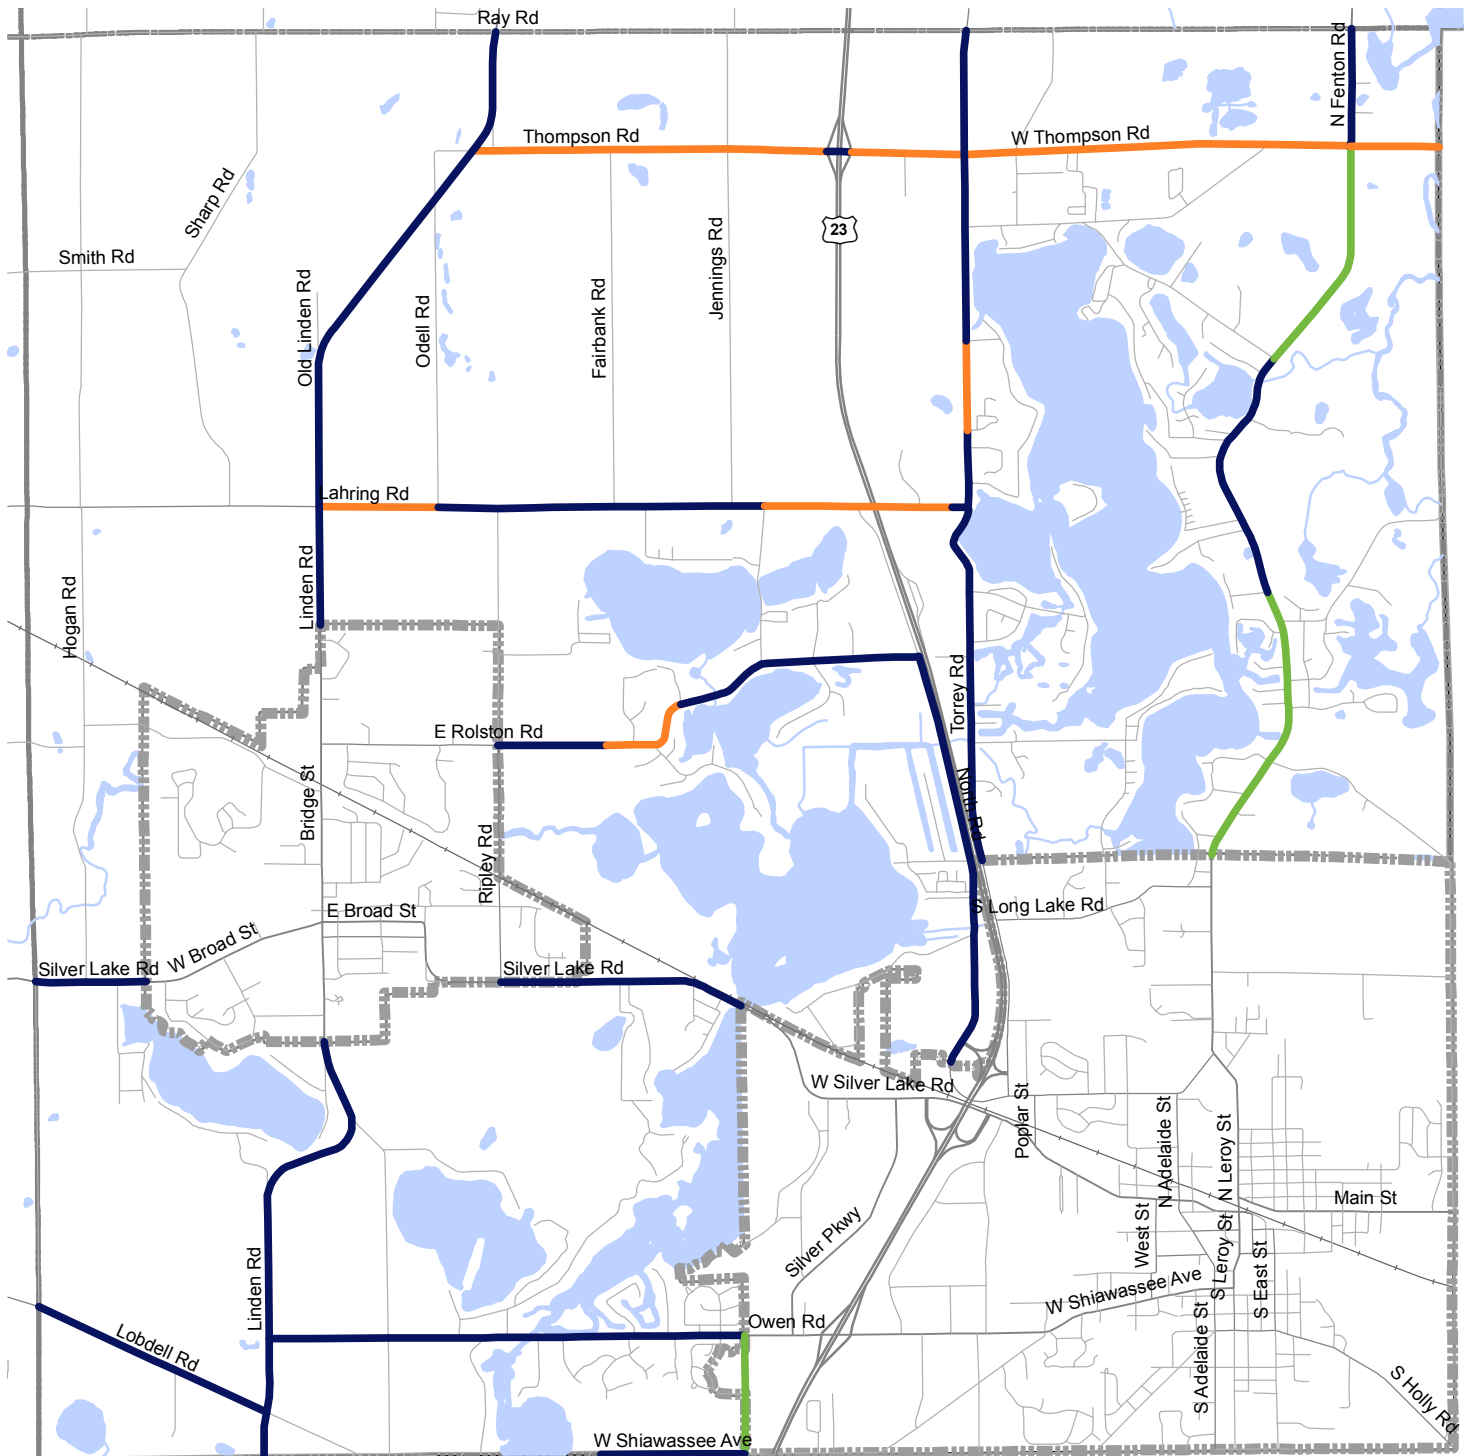 Ray Rd
N Fenton Rd
Thompson Rd
W Thompson Rd
Sharp Rd
23
Smith Rd
Old Linden Rd
Odell Rd
Fairbank Rd
Jennings Rd
Lahring Rd
Linden Rd
Hogan Rd
Torrey Rd
E Rolston Rd
North Rd
Bridge St
Ripley Rd
E Broad St
S Long Lake Rd
W Broad St
Silver Lake Rd
Silver Lake Rd
W Silver Lake Rd
Poplar St
N Adelaide St
N Leroy St
Main St
West St
Silver Pkwy
S Leroy St
S East St
W Shiawassee Ave
Linden Rd
Owen Rd
Lobdell Rd
S Adelaide St
S Holly Rd
W Shiawassee Ave